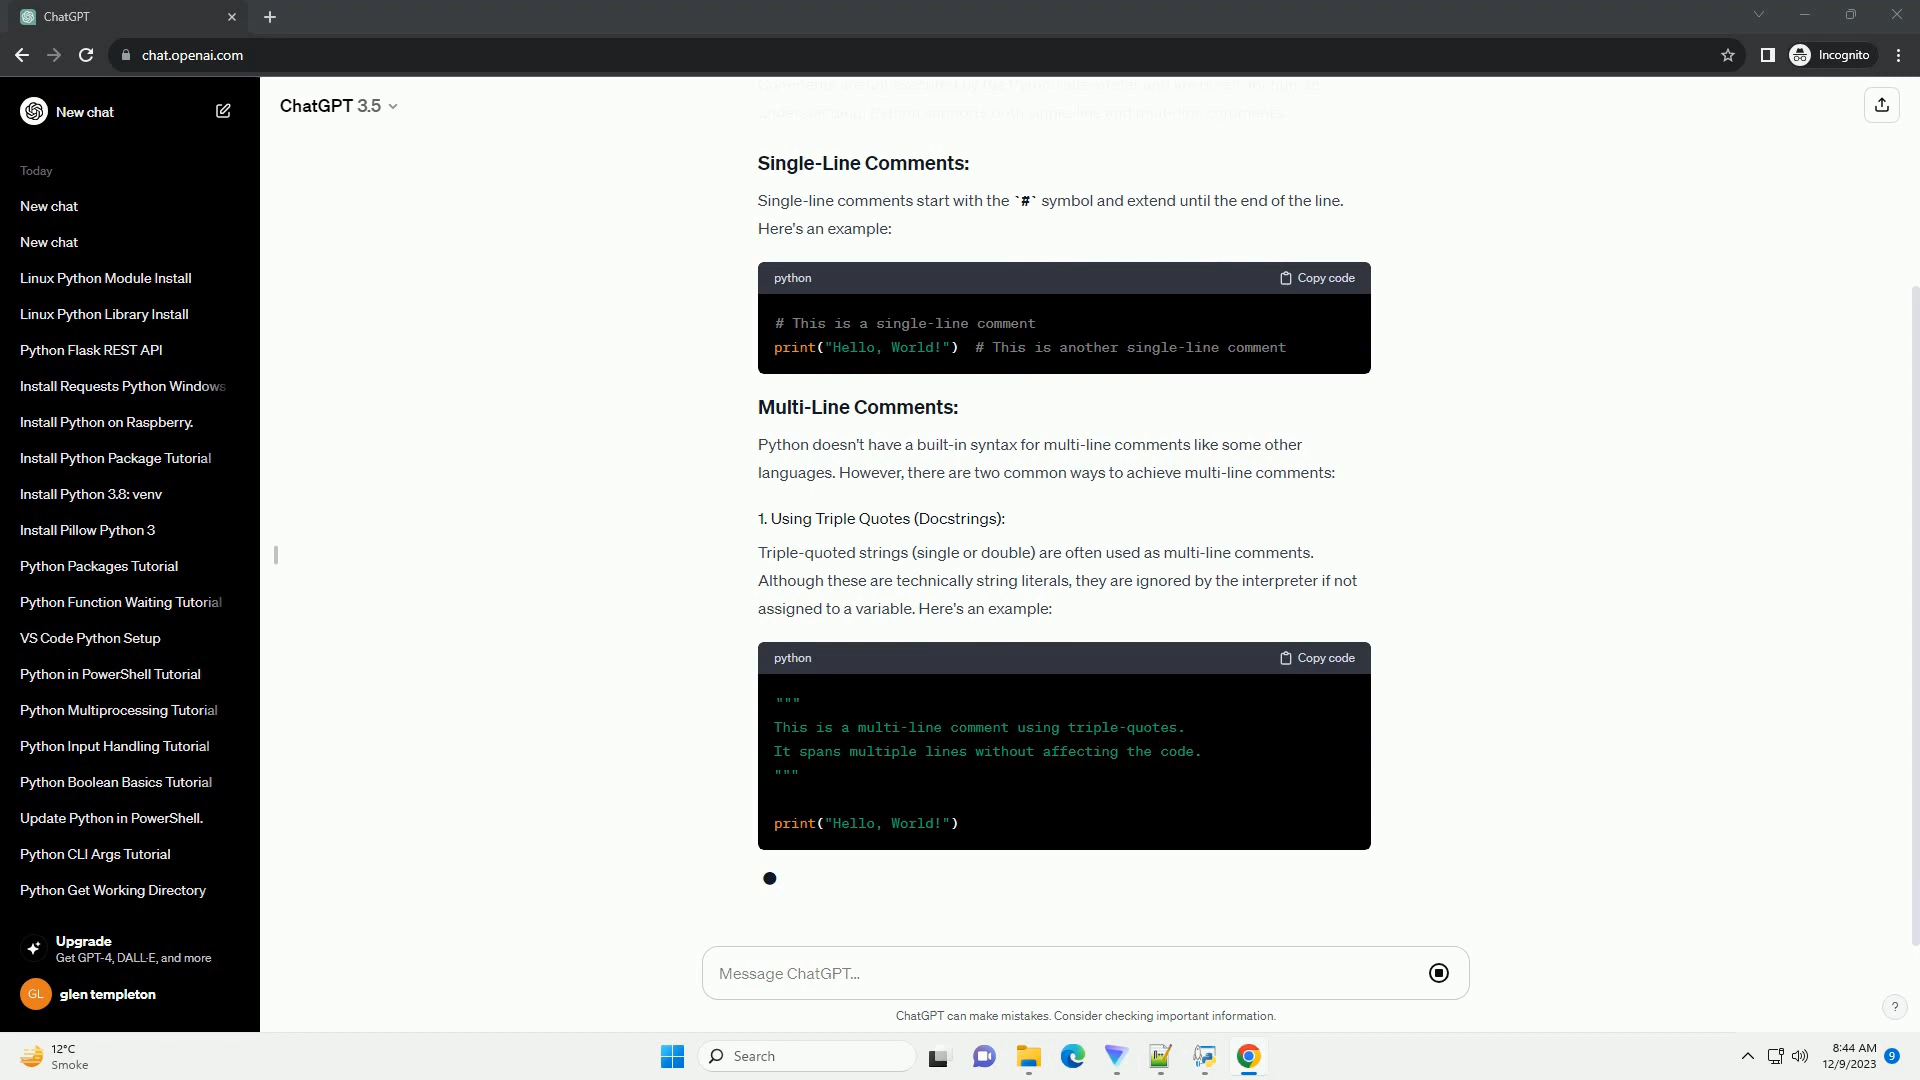 ChatGPT
chat.openai.com
Incognito
New chat
ChatGPT 3.5
Today
New chat
New chat
Linux Python Module Install
Linux Python Library Install
Python Flask REST API
Install Requests Python Windows
Install Python on Raspberry.
Install Python Package Tutorial
Install Python 3.8: venv
Install Pillow Python 3
Python Packages Tutorial
Python Function Waiting Tutorial
VS Code Python Setup
Python in PowerShell Tutorial
Python Multiprocessing Tutorial
Python Input Handling Tutorial
Python Boolean Basics Tutorial
Update Python in PowerShell.
Python CLI Args Tutorial
Python Get Working Directory
Upgrade
Get GPT-4, DALL·E, and more
GL glen templeton
Single-Line Comments:
Single-line comments start with the `#` symbol and extend until the end of the line.
Here's an example:
python Copy code
# This is a single-line comment
print("Hello, World!")  # This is another single-line comment
Multi-Line Comments:
Python doesn't have a built-in syntax for multi-line comments like some other
languages. However, there are two common ways to achieve multi-line comments:
1. Using Triple Quotes (Docstrings):
Triple-quoted strings (single or double) are often used as multi-line comments.
Although these are technically string literals, they are ignored by the interpreter if not
assigned to a variable. Here's an example:
python Copy code
"""
This is a multi-line comment using triple-quotes.
It spans multiple lines without affecting the code.
"""
print("Hello, World!")
Message ChatGPT...
ChatGPT can make mistakes. Consider checking important information.
?
12°C
Smoke
Search
8:44 AM
12/9/2023
9